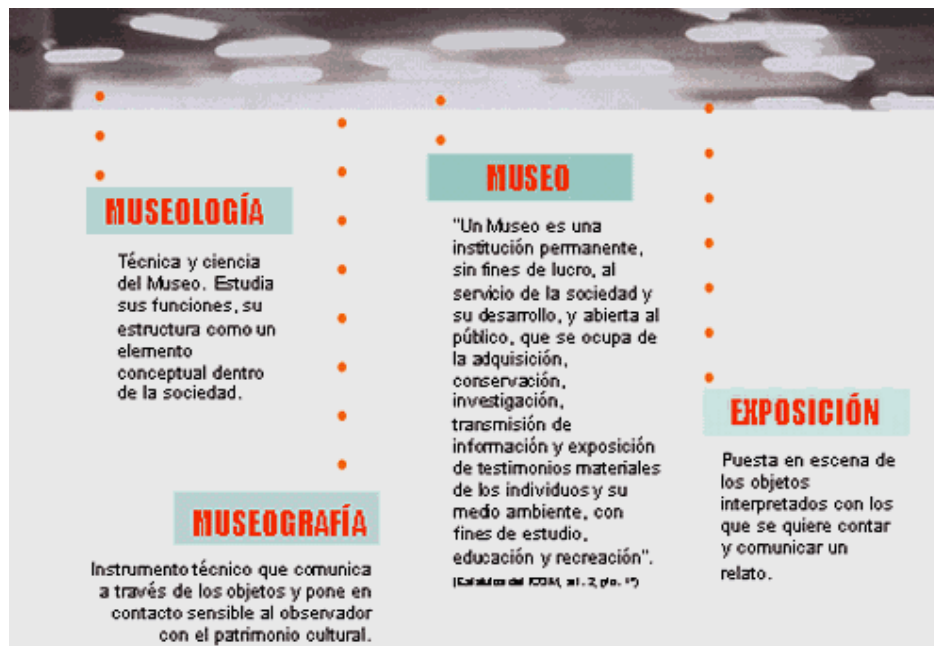 MUSEOLOGÍA
Técnica y ciencia
del Museo. Estudia
sus funciones, su
estructura como un
elemento
conceptual dentro
de la sociedad.
MUSEOGRAFÍA
Instrumento técnico que comunica
a través de los objetos y pone en
contacto sensible al observador
con el patrimonio cultural.
MUSEO
"Un Museo es una
institución permanente,
sin fines de lucro, al
servicio de la sociedad y
su desarrollo, y abierta al
público, que se ocupa de
la adquisición,
conservación,
investigación,
transmisión de
información y exposición
de testimonios materiales
de los individuos y su
medio ambiente, con
fines de estudio,
educación y recreación".
(Estatutos del ICOM, art. 2,
EXPOSICIÓN
Puesta en escena de
los objetos
interpretados con los
que se quiere contar
y comunicar un
relato.